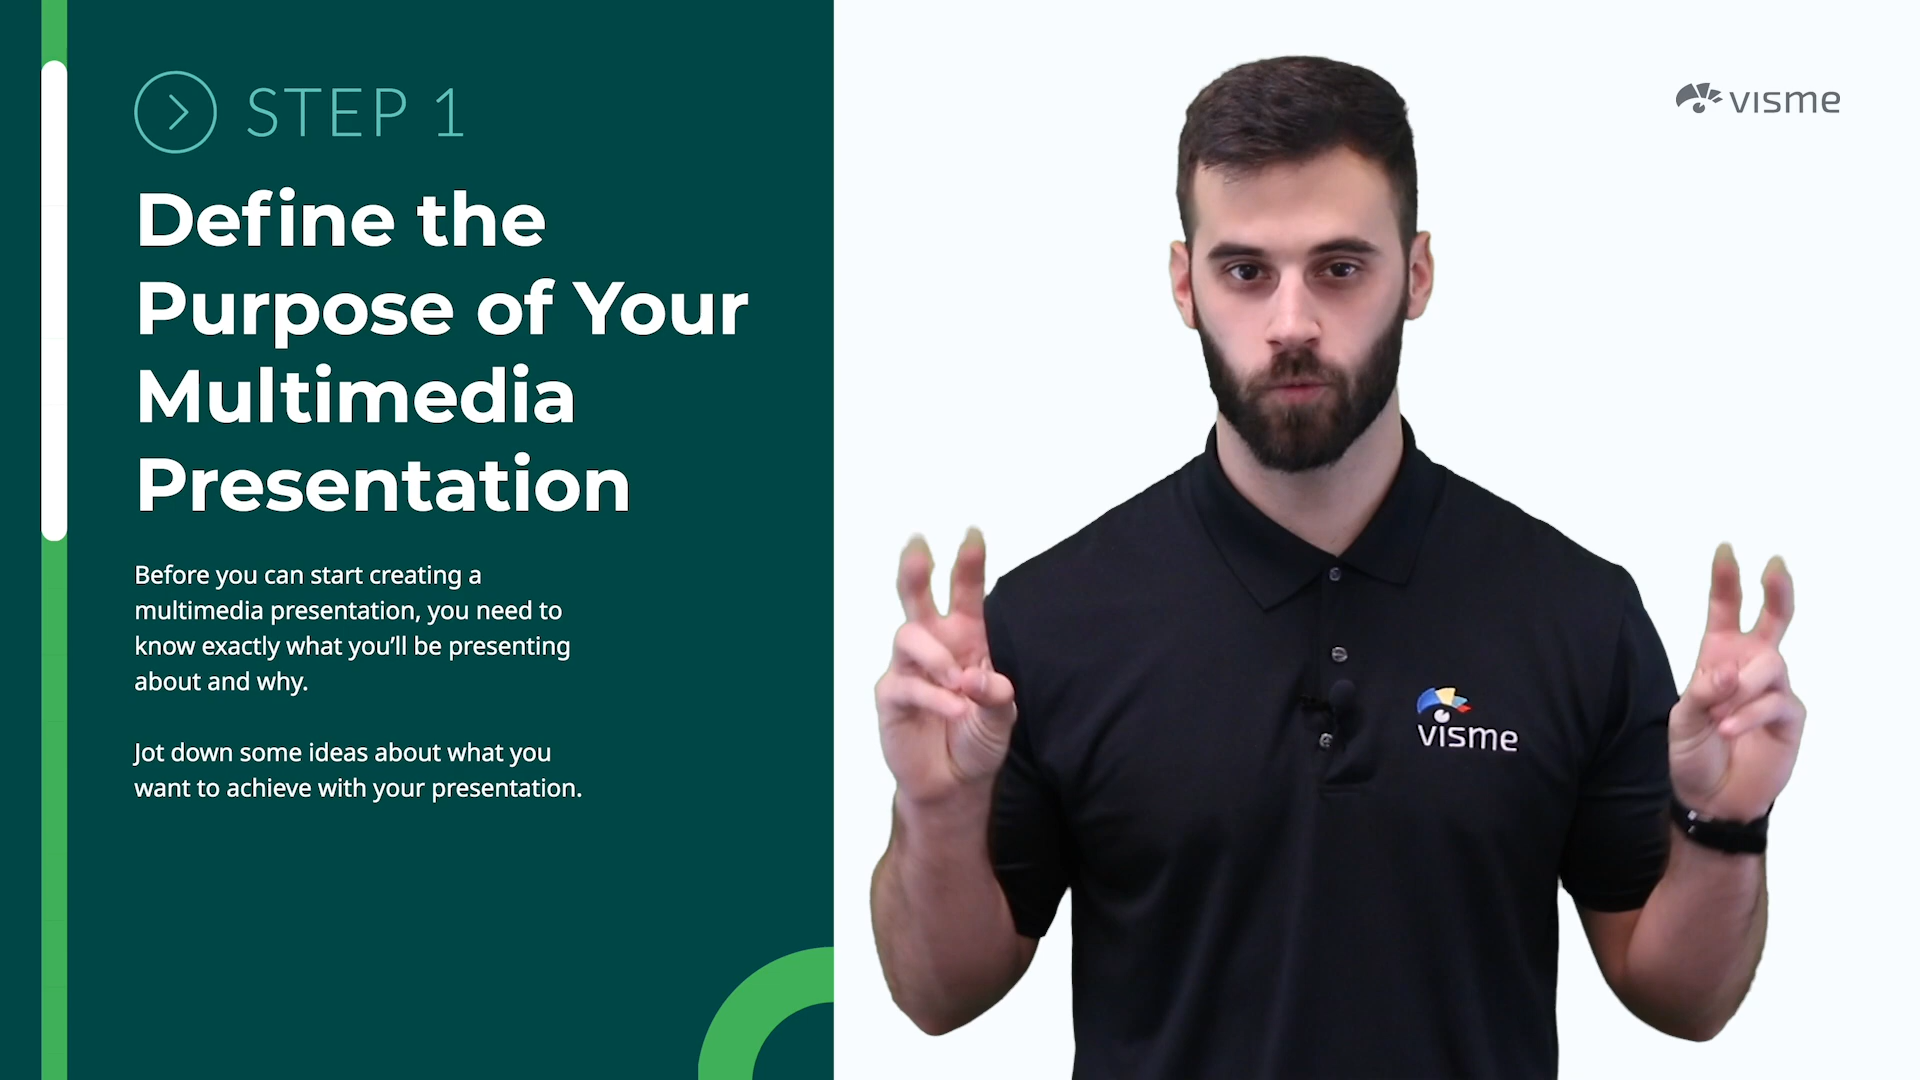 STEP 1
Define the
Purpose of Your
Multimedia
Presentation
Before you can start creating a
multimedia presentation, you need to
know exactly what you’ll be presenting
about and why.
Jot down some ideas about what you
want to achieve with your presentation.
visme
visme